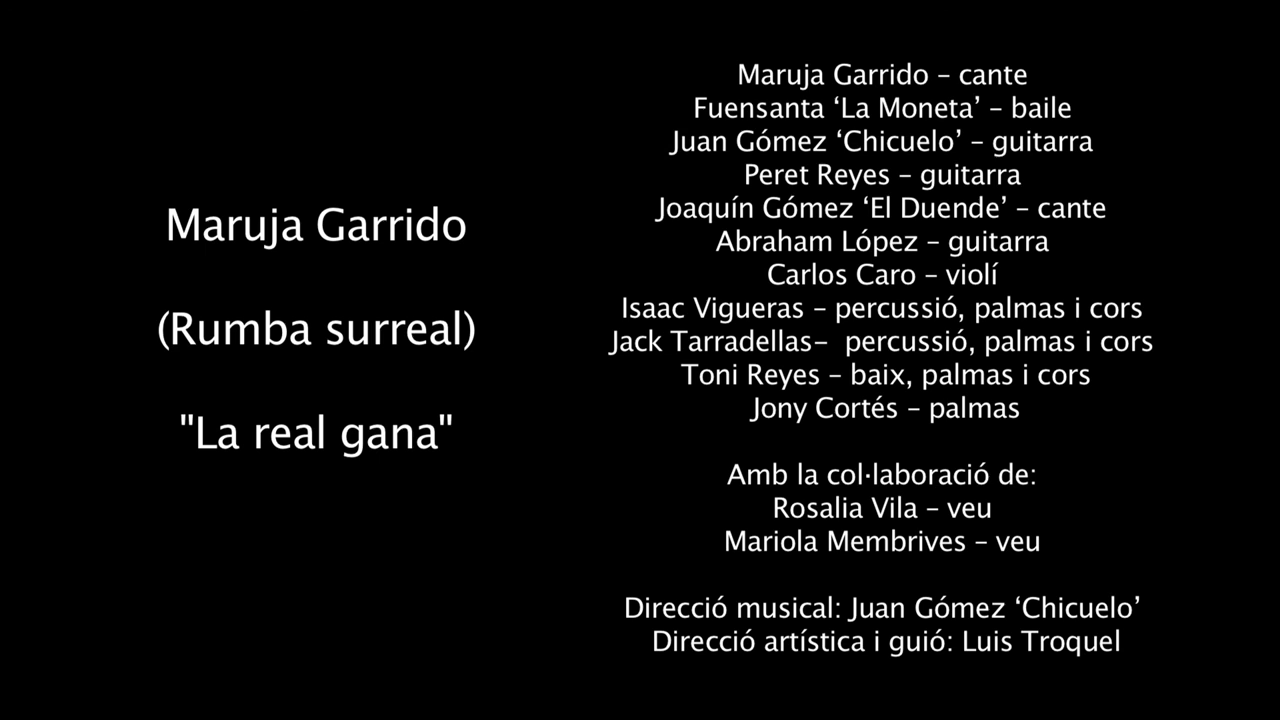 Maruja Garrido
(Rumba surreal)
"La real gana"
Maruja Garrido – cante
Fuensanta ‘La Moneta’ – baile
Juan Gómez ‘Chicuelo’ – guitarra
Peret Reyes – guitarra
Joaquín Gómez ‘El Duende’ – cante
Abraham López – guitarra
Carlos Caro – violí
Isaac Vigueras – percussió, palmas i cors
Jack Tarradellas–  percussió, palmas i cors
Toni Reyes – baix, palmas i cors
Jony Cortés – palmas
Amb la col·laboració de:
Rosalia Vila – veu
Mariola Membrives – veu
Direcció musical: Juan Gómez ‘Chicuelo’
Direcció artística i guió: Luis Troquel